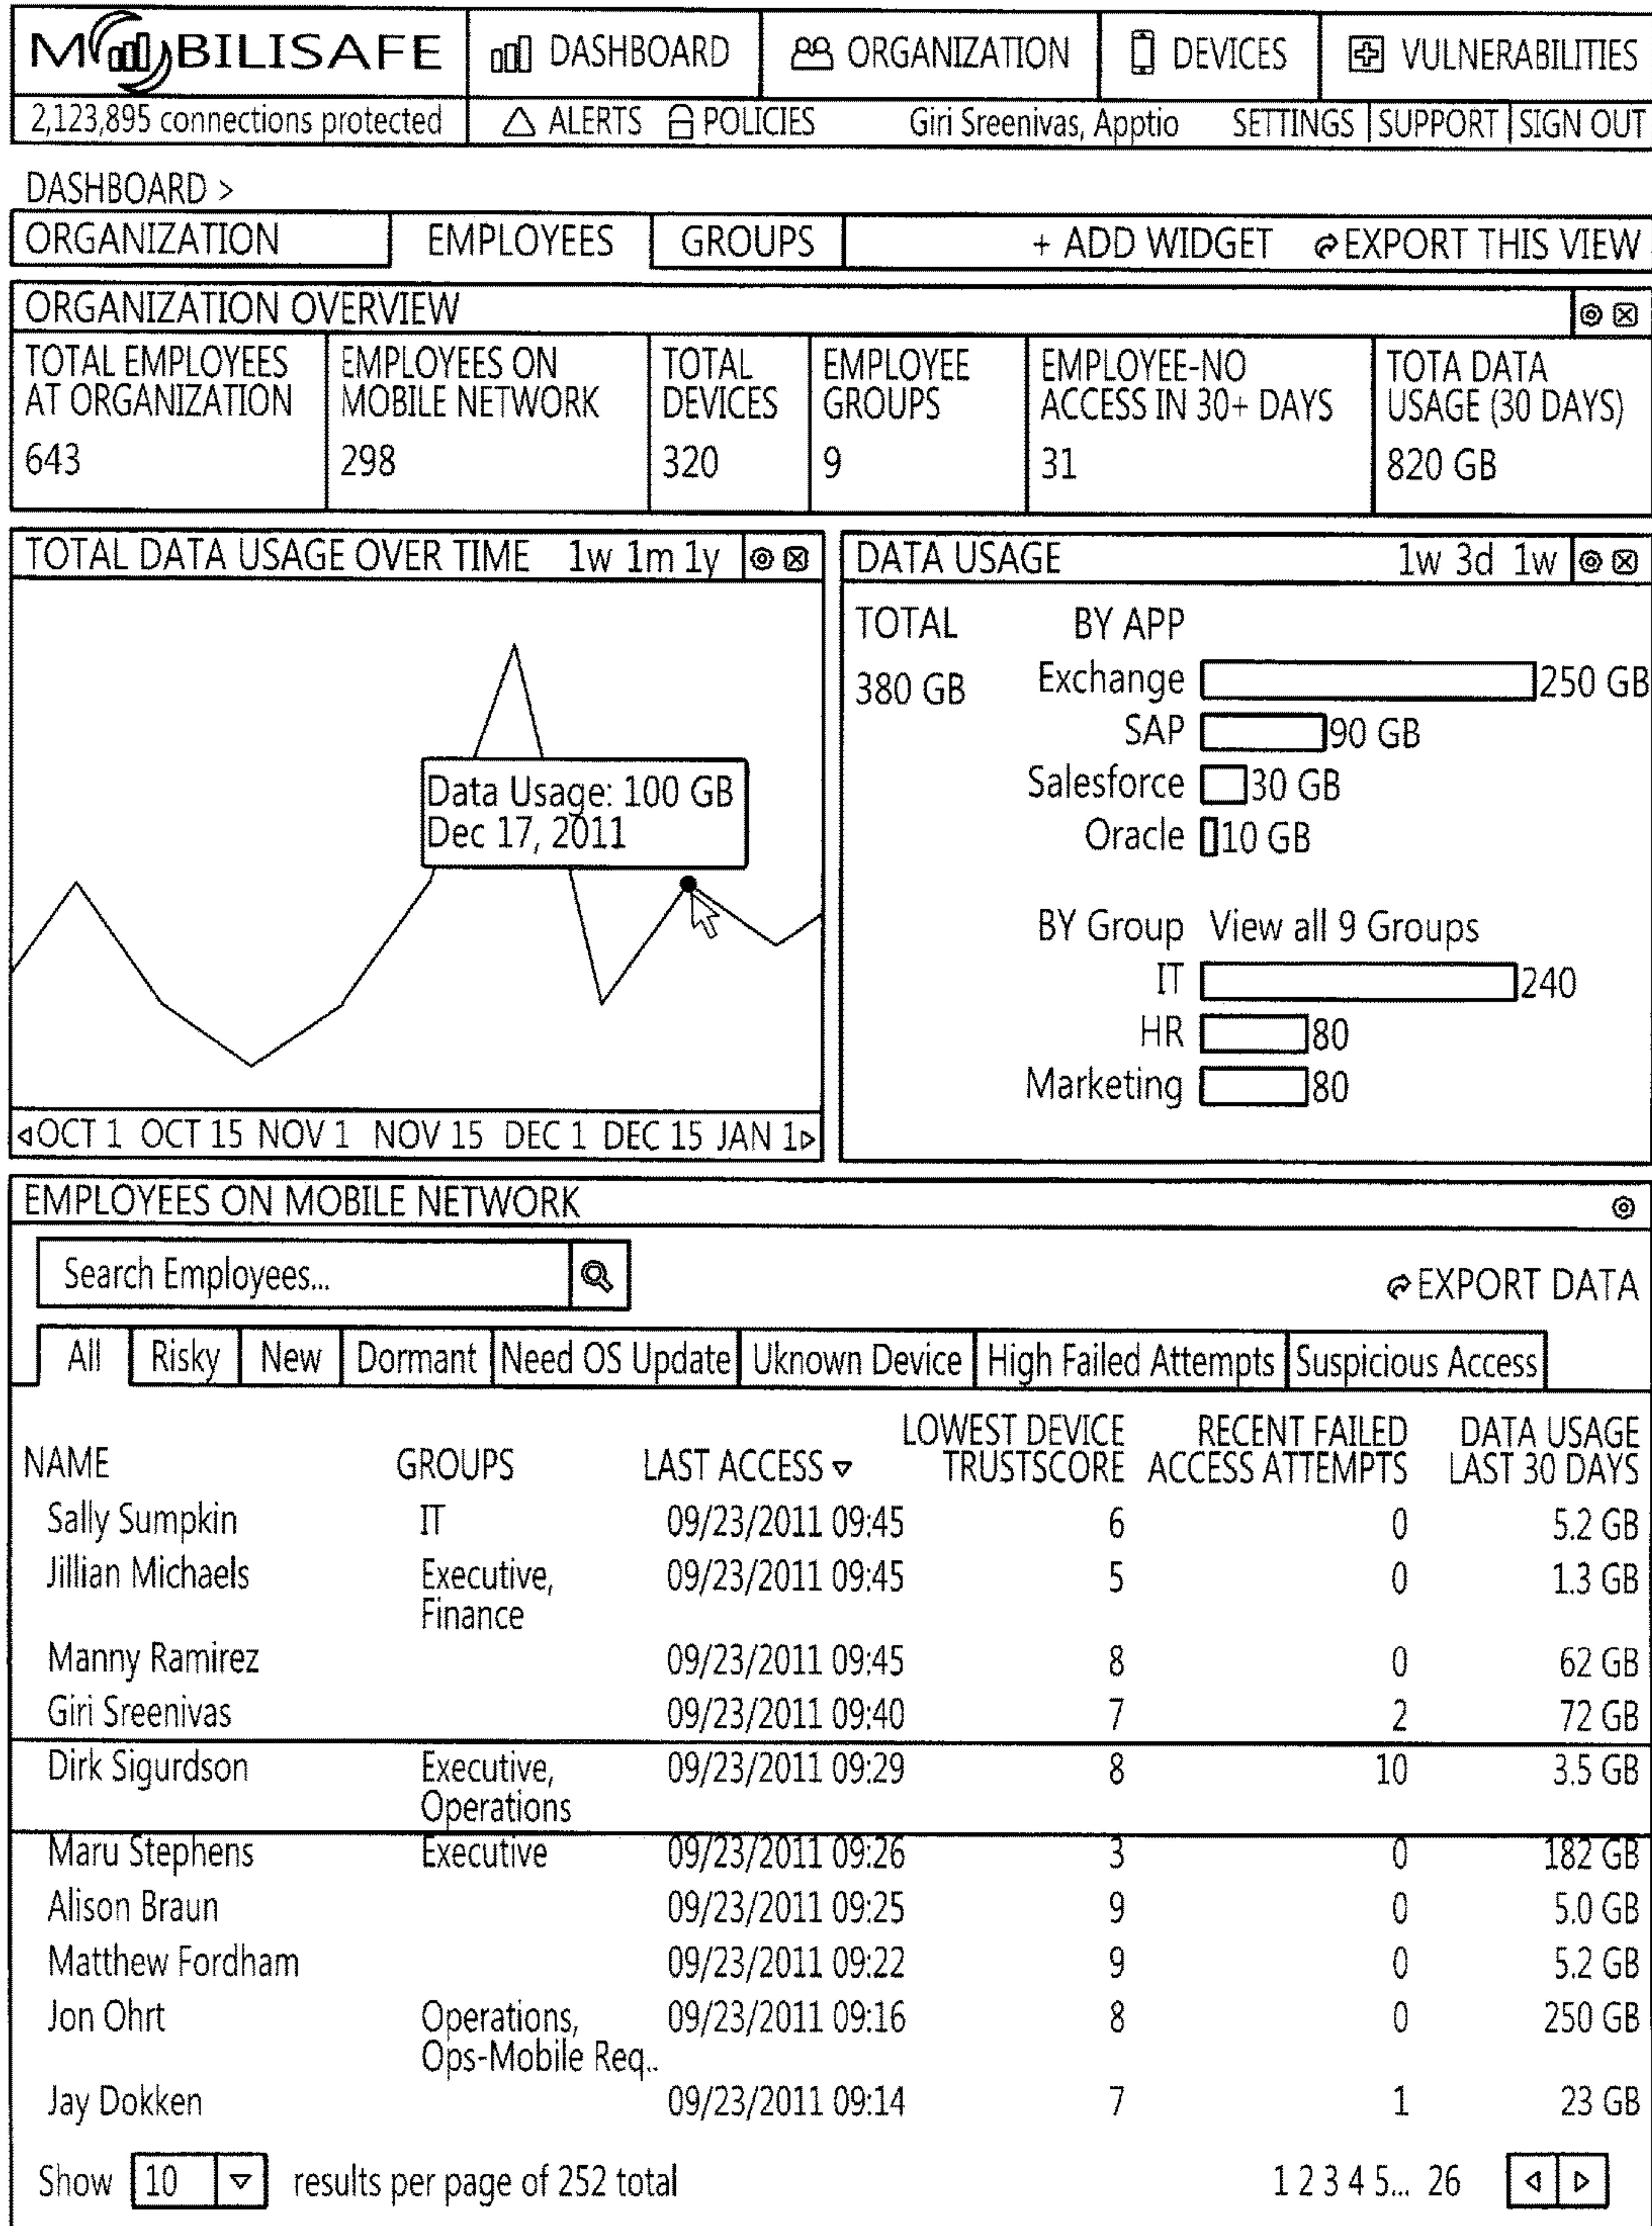 MOBILISAFE
DASHBOARD ORGANIZATION DEVICES VULNERABILITIES
2,123,895 connections protected ALERTS POLICIES Giri Sreenivas, Apptio SETTINGS | SUPPORT | SIGN OUT
DASHBOARD >
ORGANIZATION EMPLOYEES GROUPS + ADD WIDGET EXPORT THIS VIEW
ORGANIZATION OVERVIEW
TOTAL EMPLOYEES
AT ORGANIZATION
643
EMPLOYEES ON
MOBILE NETWORK
298
TOTAL
DEVICES
320
EMPLOYEE
GROUPS
9
EMPLOYEE-NO
ACCESS IN 30+ DAYS
31
TOTA DATA
USAGE (30 DAYS)
820 GB
TOTAL DATA USAGE OVER TIME 1w 1m 1y
Data Usage: 100 GB
Dec 17, 2011
OCT 1 OCT 15 NOV 1 NOV 15 DEC 1 DEC 15 JAN 1
DATA USAGE 1w 3d 1w
TOTAL
380 GB
BY APP
Exchange 250 GB
SAP 90 GB
Salesforce 30 GB
Oracle 10 GB
BY Group View all 9 Groups
IT 240
HR 80
Marketing 80
EMPLOYEES ON MOBILE NETWORK
Search Employees...
EXPORT DATA
All Risky New Dormant Need OS Update Uknown Device High Failed Attempts Suspicious Access
LOWEST DEVICE RECENT FAILED DATA USAGE
NAME GROUPS LAST ACCESS TRUSTSCORE ACCESS ATTEMPTS LAST 30 DAYS
Sally Sumpkin IT 09/23/2011 09:45 6 0 5.2 GB
Jillian Michaels Executive, 09/23/2011 09:45 5 0 1.3 GB
Finance
Manny Ramirez 09/23/2011 09:45 8 0 62 GB
Giri Sreenivas 09/23/2011 09:40 7 2 72 GB
Dirk Sigurdson Executive, 09/23/2011 09:29 8 10 3.5 GB
Operations
Maru Stephens Executive 09/23/2011 09:26 3 0 182 GB
Alison Braun 09/23/2011 09:25 9 0 5.0 GB
Matthew Fordham 09/23/2011 09:22 9 0 5.2 GB
Jon Ohrt Operations, 09/23/2011 09:16 8 0 250 GB
Ops-Mobile Req..
Jay Dokken 09/23/2011 09:14 7 1 23 GB
Show 10 results per page of 252 total 1 2 3 4 5... 26